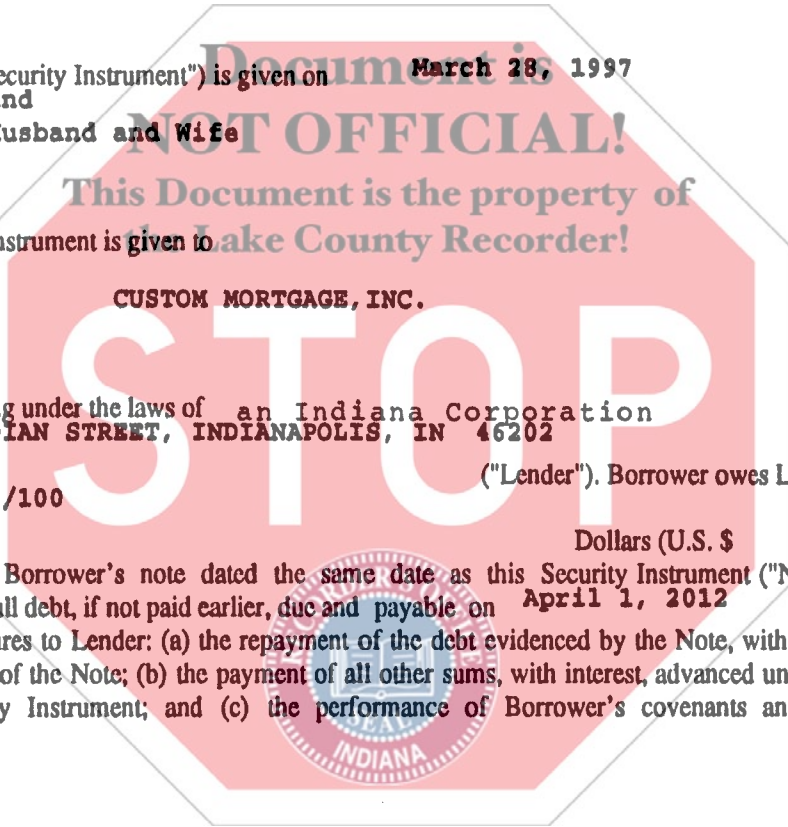 Document is
ecurity Instrument") is given on March 28, 1997
nd
usband and Wife
NOT OFFICIAL!
This Document is the property of
the Lake County Recorder!
nstrument is given to
CUSTOM MORTGAGE, INC.
STOP
g under the laws of an Indiana Corporation
IAN STREET, INDIANAPOLIS, IN 46202
("Lender"). Borrower owes L
/100
Dollars (U.S. $
Borrower's note dated the same date as this Security Instrument ("N
ll debt, if not paid earlier, due and payable on April 1, 2012
res to Lender: (a) the repayment of the debt evidenced by the Note, with
of the Note; (b) the payment of all other sums, with interest, advanced un
y Instrument; and (c) the performance of Borrower's covenants an
SEAL
INDIANA